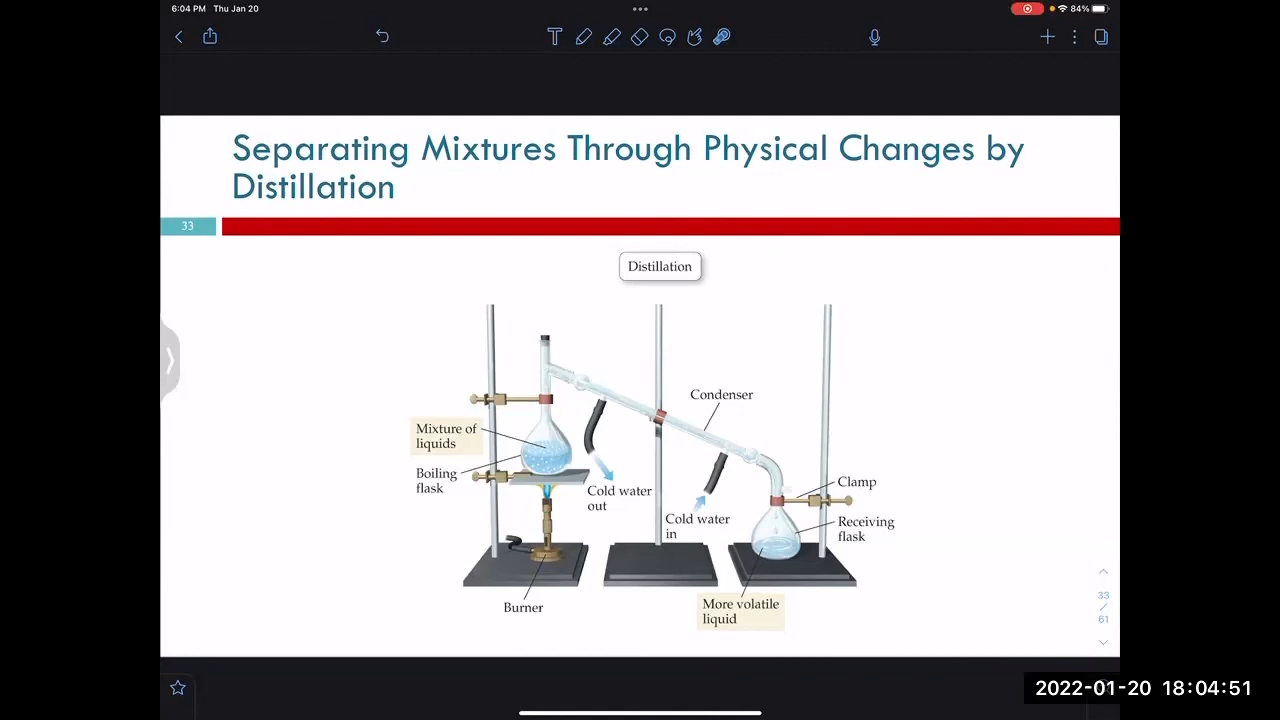 6:04 PM Thu Jan 20
84%
Separating Mixtures Through Physical Changes by
Distillation
33
Distillation
Condenser
Mixture of
liquids
Boiling
flask
Cold water
out
Cold water
in
Clamp
Receiving
flask
Burner
More volatile
liquid
33
/
61
2022-01-20 18:04:51